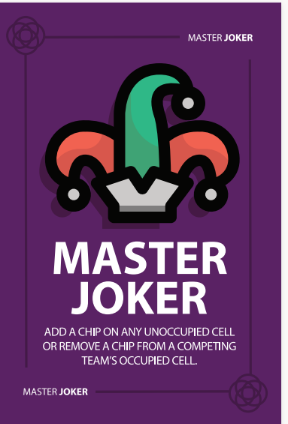 MASTER JOKER
MASTER
JOKER
ADD A CHIP ON ANY UNOCCUPIED CELL
OR REMOVE A CHIP FROM A COMPETING
TEAM'S OCCUPIED CELL.
MASTER JOKER